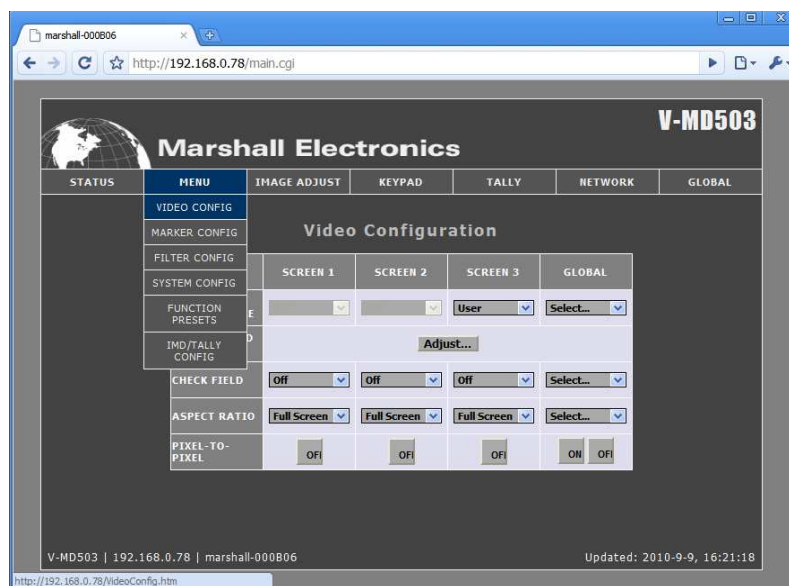 marshall-000B06
http://192.168.0.78/main.cgi
V-MD503
Marshall Electronics
STATUS MENU IMAGE ADJUST KEYPAD TALLY NETWORK GLOBAL
VIDEO CONFIG
MARKER CONFIG
FILTER CONFIG
SYSTEM CONFIG
FUNCTION PRESETS
IMD/TALLY CONFIG
Video Configuration
SCREEN 1 SCREEN 2 SCREEN 3 GLOBAL
E User Select...
O Adjust...
CHECK FIELD Off Off Off Select...
ASPECT RATIO Full Screen Full Screen Full Screen Select...
PIXEL-TO-PIXEL OFF OFF OFF ON OFF
V-MD503 | 192.168.0.78 | marshall-000B06 Updated: 2010-9-9, 16:21:18
http://192.168.0.78/VideoConfig.htm